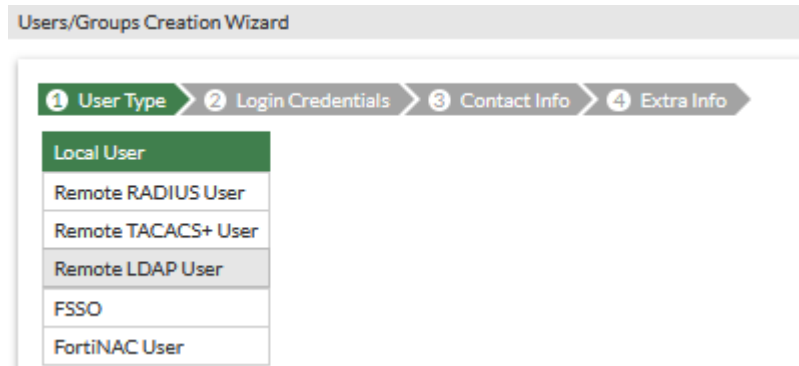 Users/Groups Creation Wizard
1 User Type 2 Login Credentials 3 Contact Info 4 Extra Info
Local User
Remote RADIUS User
Remote TACACS+ User
Remote LDAP User
FSSO
FortiNAC User